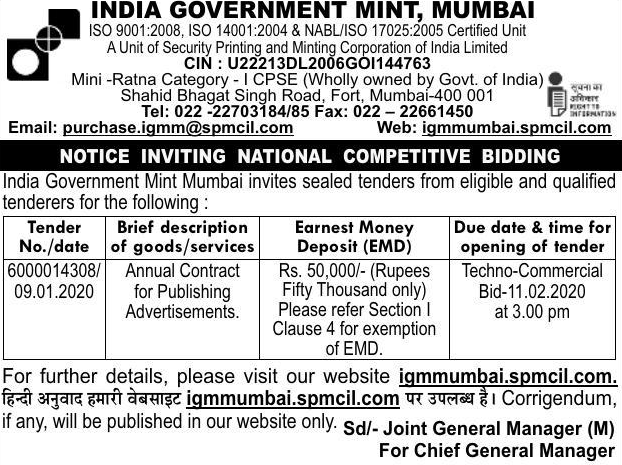 INDIA GOVERNMENT MINT, MUMBAI
ISO 9001:2008, ISO 14001:2004 & NABL/ISO 17025:2005 Certified Unit
A Unit of Security Printing and Minting Corporation of India Limited
CIN : U22213DL2006GOI144763
Mini -Ratna Category - I CPSE (Wholly owned by Govt. of India)
Shahid Bhagat Singh Road, Fort, Mumbai-400 001
Tel: 022 -22703184/85 Fax: 022 – 22661450
सूचना का
अधिकार
RIGHT TO
INFORMATION
Email: purchase.igmm@spmcil.com Web: igmmumbai.spmcil.com
NOTICE INVITING NATIONAL COMPETITIVE BIDDING
India Government Mint Mumbai invites sealed tenders from eligible and qualified
tenderers for the following :
Tender No./date
Brief description of goods/services
Earnest Money Deposit (EMD)
Due date & time for opening of tender
6000014308/
09.01.2020
Annual Contract
for Publishing
Advertisements.
Rs. 50,000/- (Rupees
Fifty Thousand only)
Please refer Section I
Clause 4 for exemption
of EMD.
Techno-Commercial
Bid-11.02.2020
at 3.00 pm
For further details, please visit our website igmmumbai.spmcil.com.
हिन्दी अनुवाद हमारी वेबसाइट igmmumbai.spmcil.com पर उपलब्ध है। Corrigendum,
if any, will be published in our website only.
Sd/- Joint General Manager (M)
For Chief General Manager